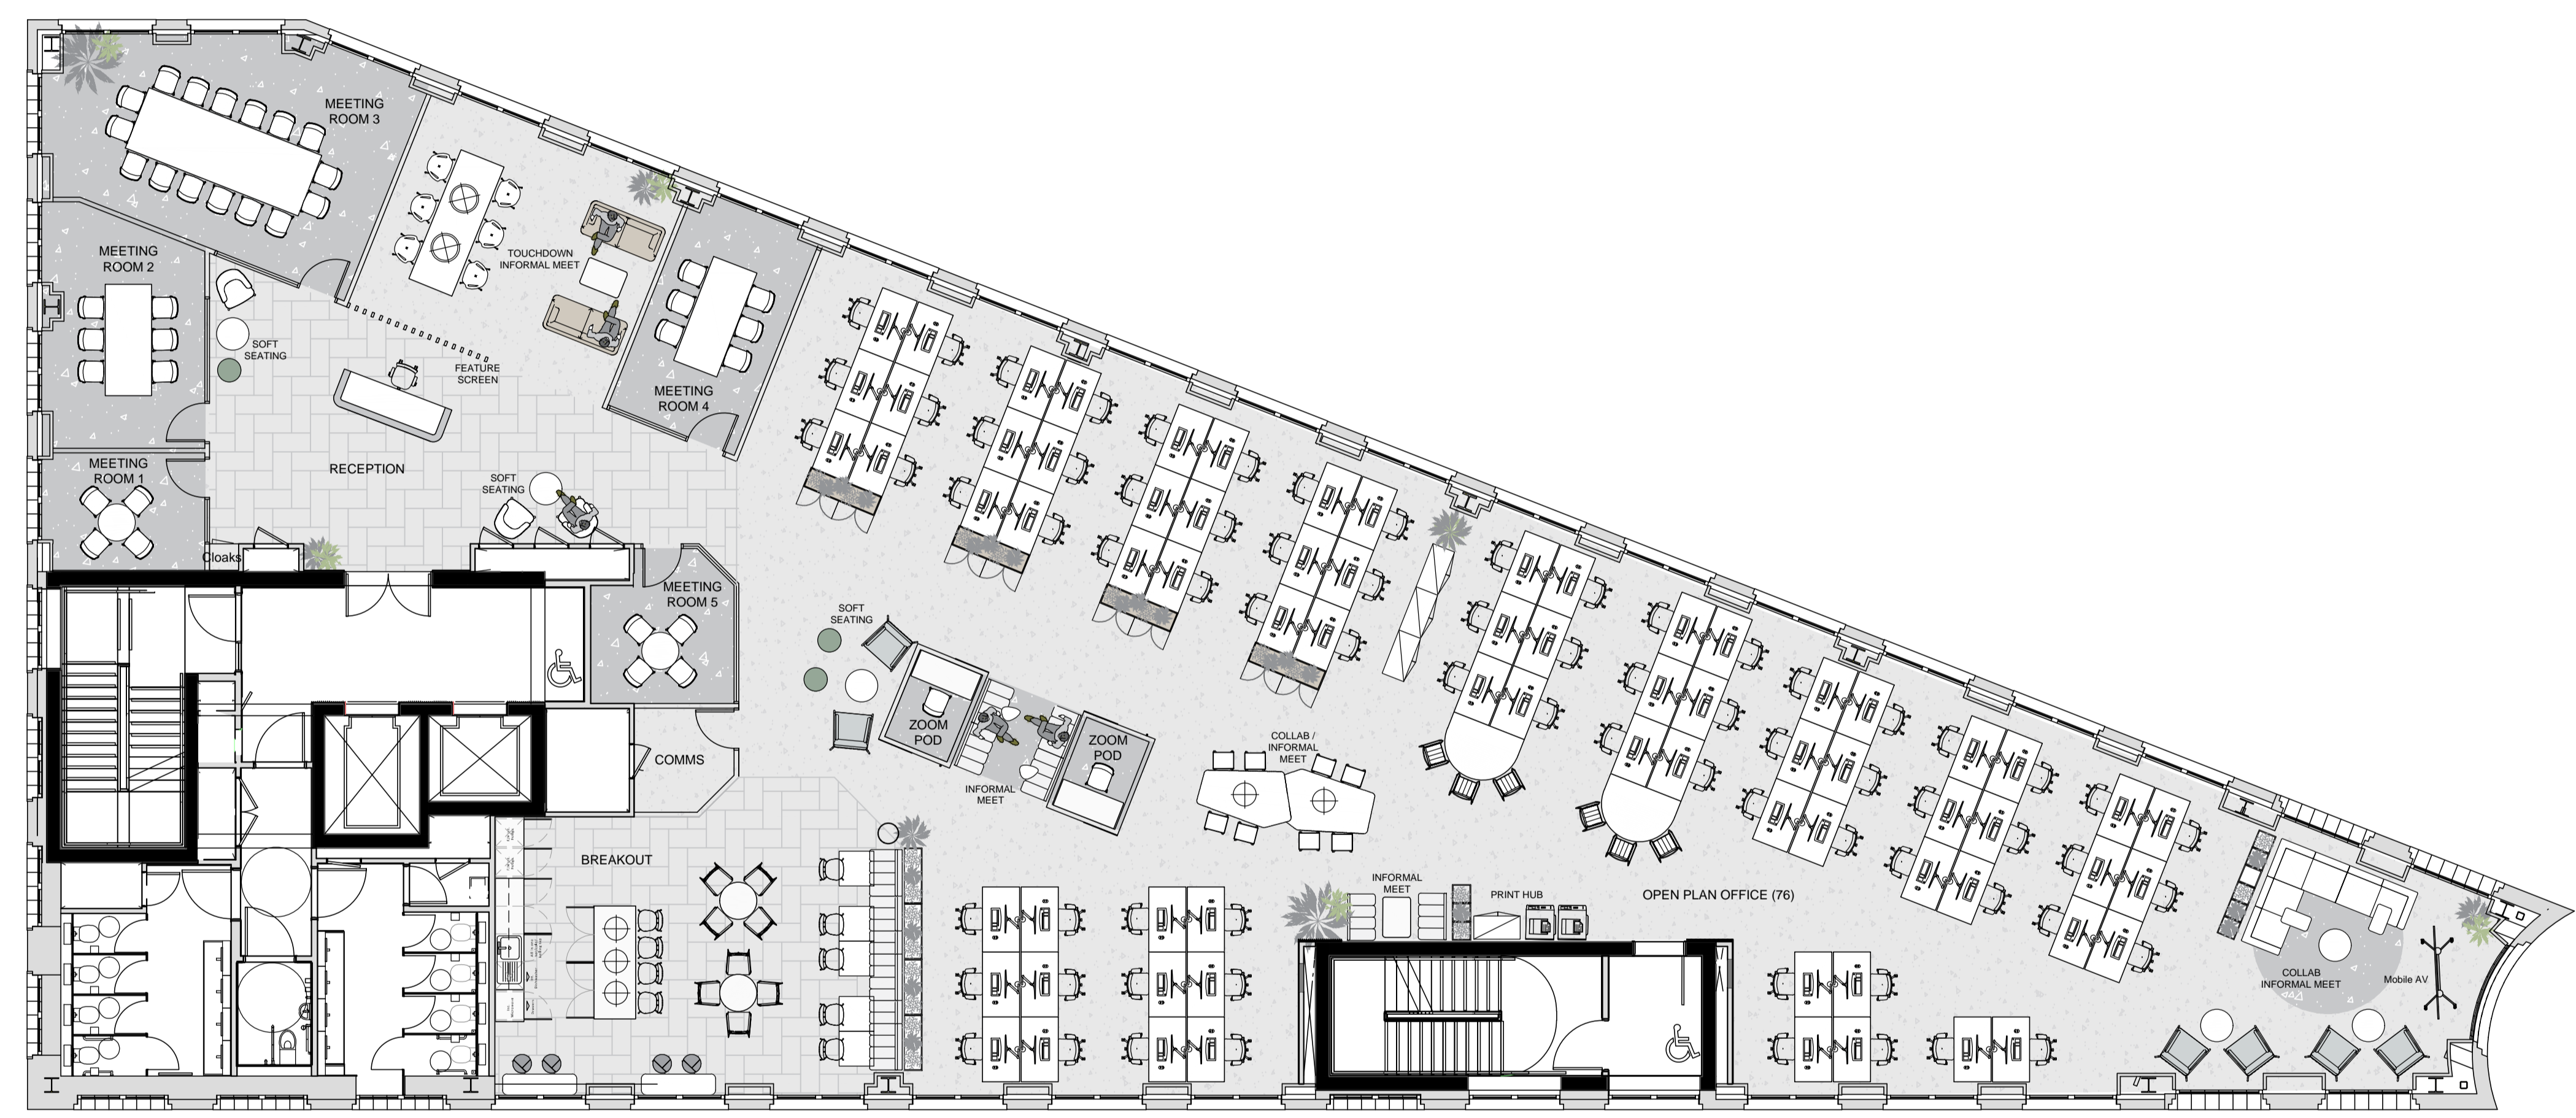 MEETING
ROOM 3
MEETING
ROOM 2
TOUCHDOWN
INFORMAL MEET
SOFT
SEATING
FEATURE
SCREEN
MEETING
ROOM 4
MEETING
ROOM 1
RECEPTION
SOFT
SEATING
Cloaks
MEETING
ROOM 5
SOFT
SEATING
ZOOM
POD
ZOOM
POD
COLLAB /
INFORMAL
MEET
COMMS
INFORMAL
MEET
BREAKOUT
INFORMAL
MEET
PRINT HUB
OPEN PLAN OFFICE (76)
COLLAB
INFORMAL MEET
Mobile AV